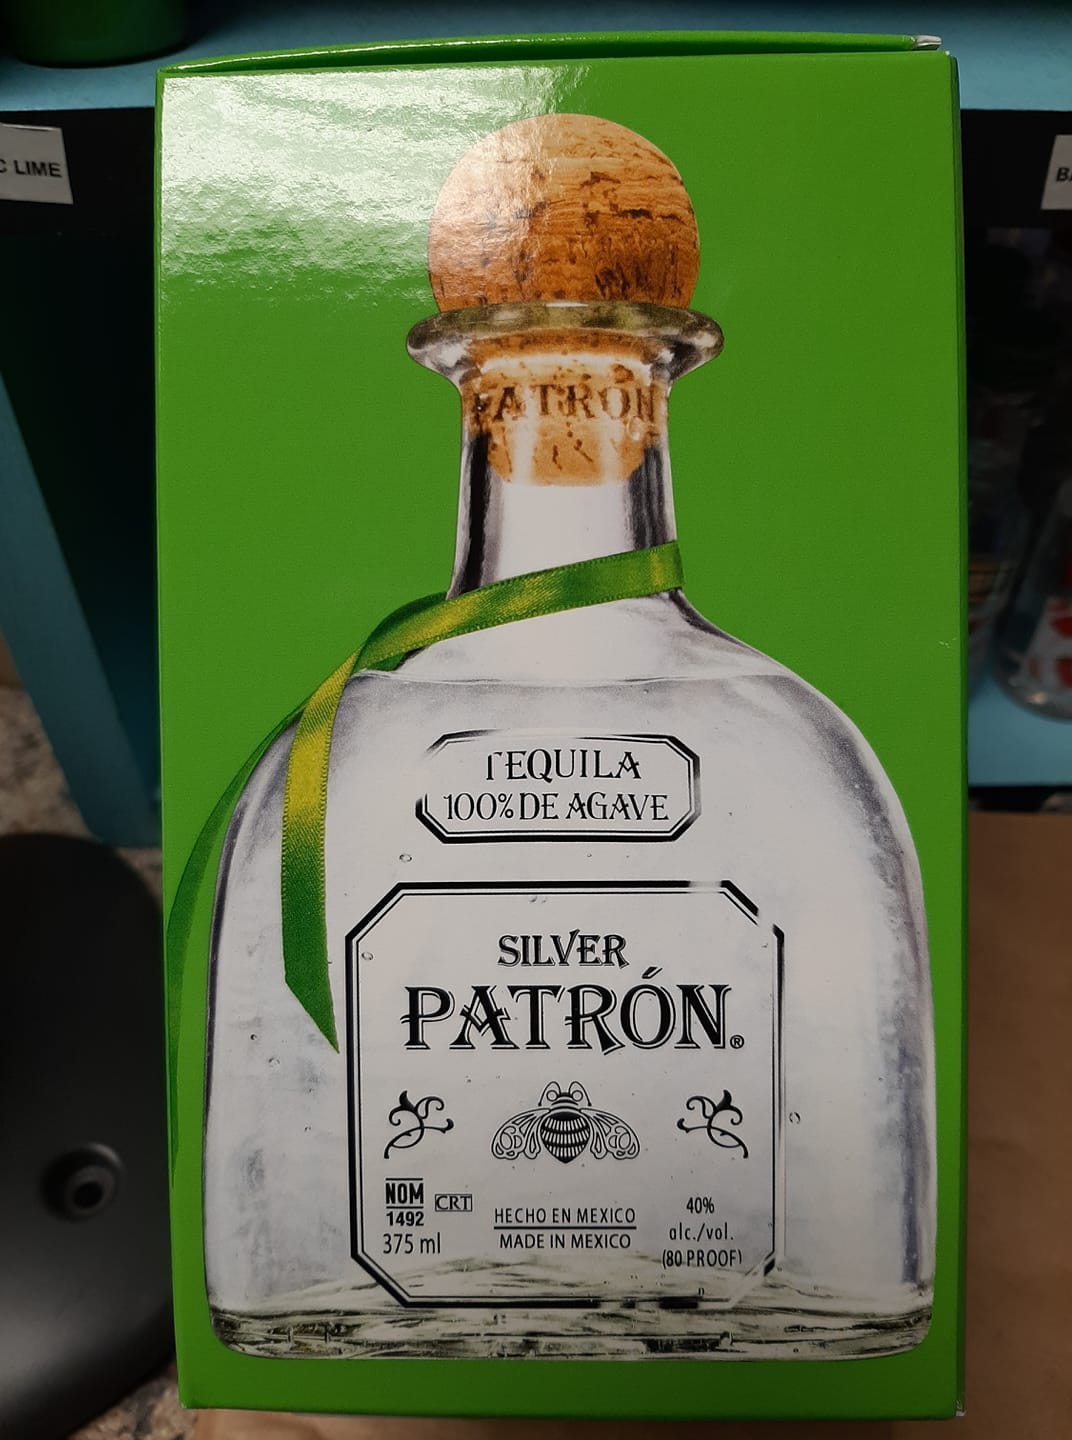 C LIME
PATRÓN
TEQUILA
100% DE AGAVE
SILVER
PATRÓN®
NOM
1492
CRT
375 ml
HECHO EN MEXICO
MADE IN MEXICO
40%
alc./vol.
(80 PROOF)